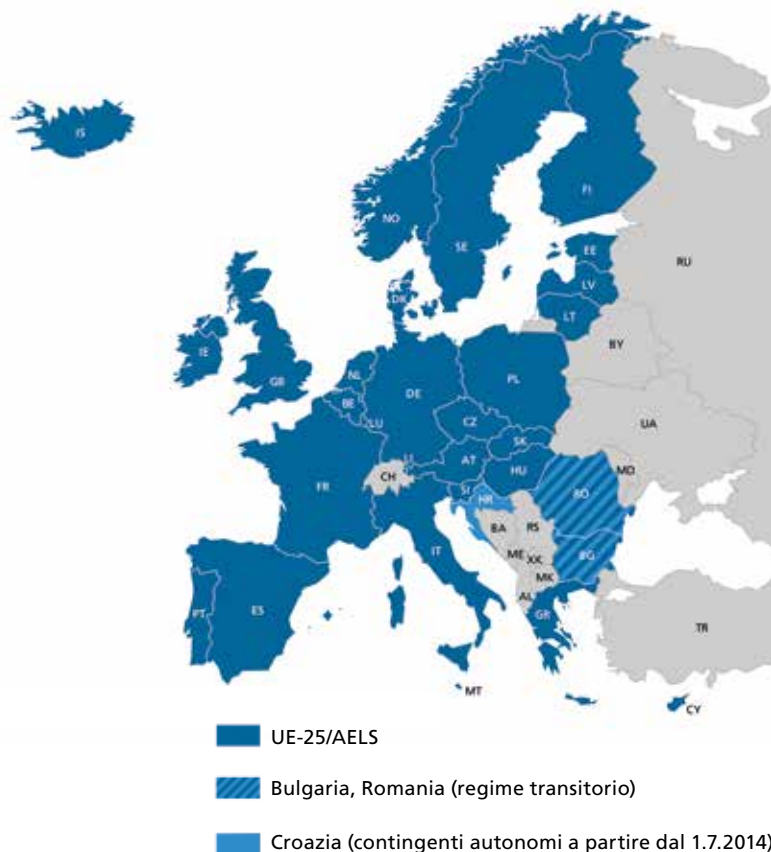 IS
FI
NO
SE
EE
RU
LV
DK
LT
BY
IE
NL
GB
PL
DE
BE
UA
LU
CZ
SK
LI
AT
MD
HU
CH
FR
SI
RO
HR
BA
RS
IT
BG
ME
XK
MK
AL
PT
ES
GR
TR
MT
CY
UE-25/AELS
Bulgaria, Romania (regime transitorio)
Croazia (contingenti autonomi a partire dal 1.7.2014)